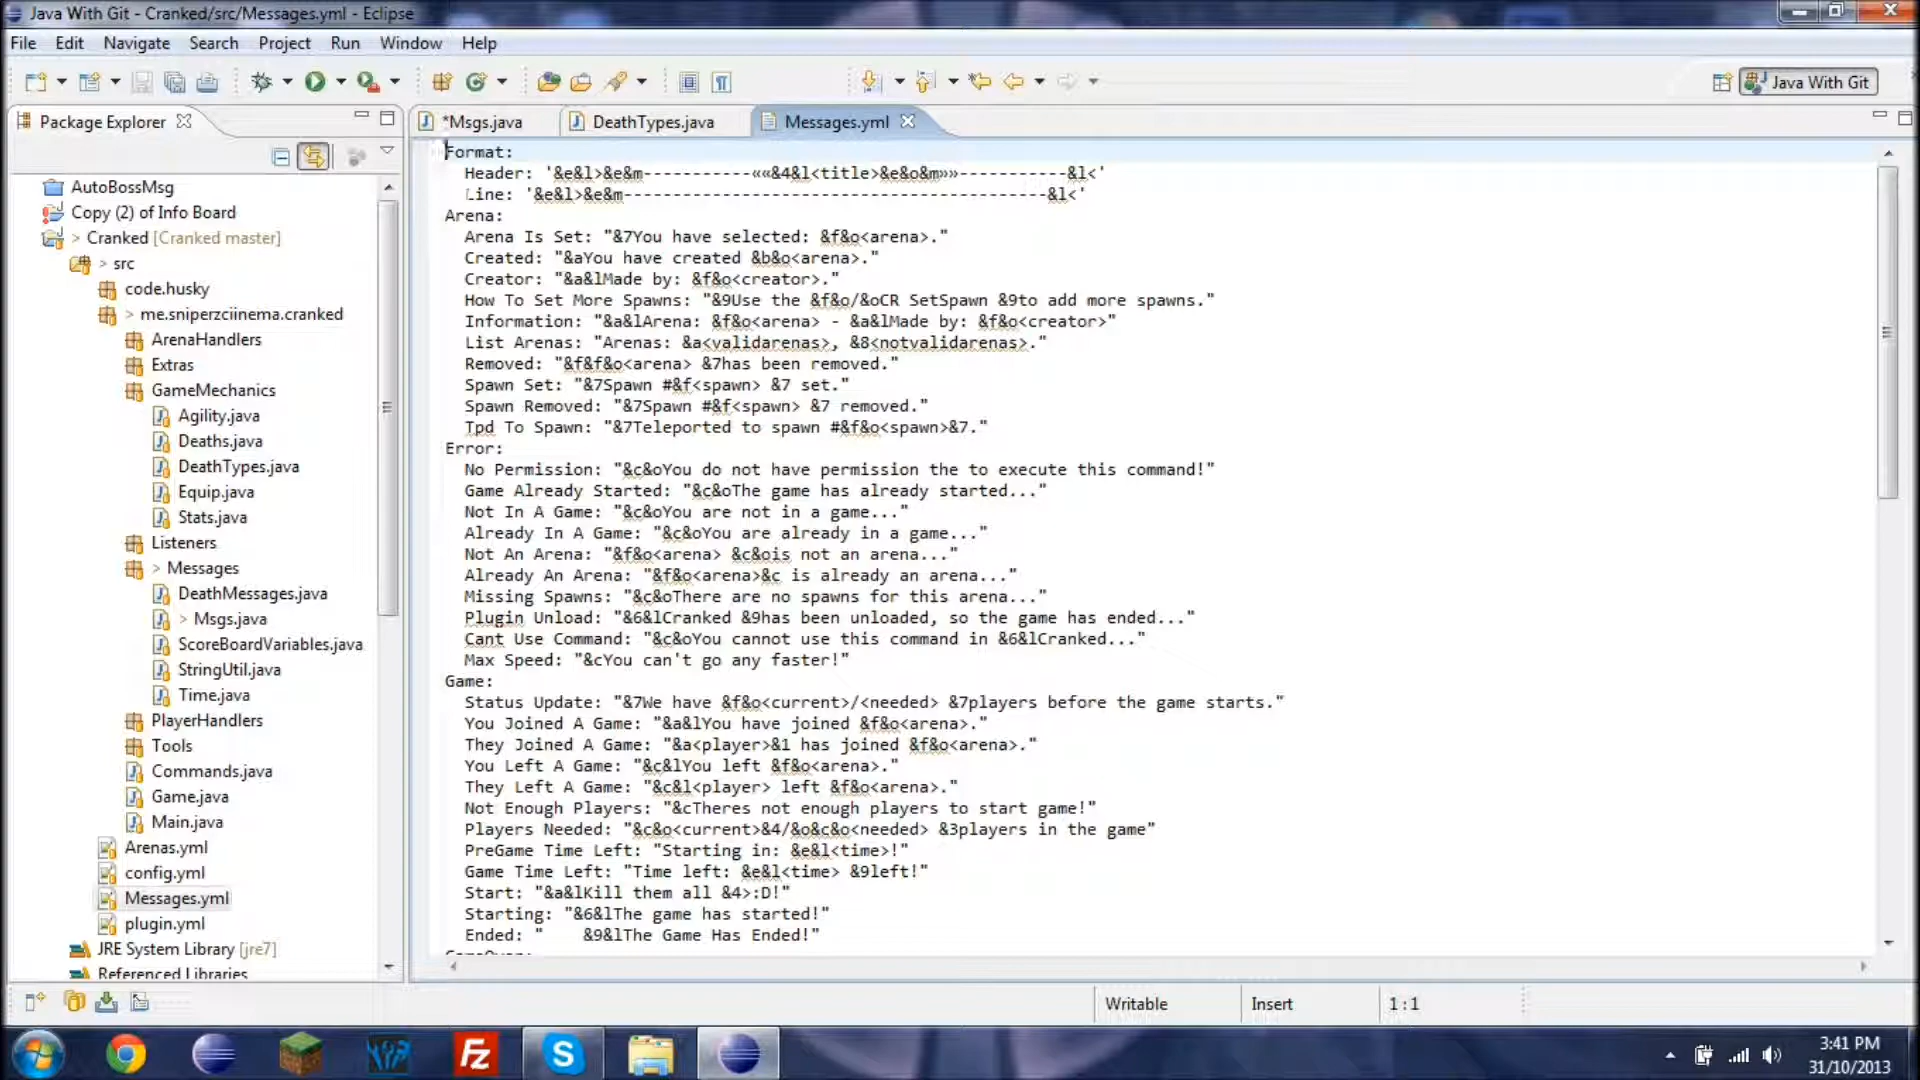 Java With Git - Cranked/src/Messages.yml - Eclipse
File Edit Navigate Search Project Run Window Help
Java With Git
Package Explorer
*Msgs.java
DeathTypes.java
Messages.yml
AutoBossMsg
Copy (2) of Info Board
> Cranked [Cranked master]
> src
code.husky
> me.sniperzciinema.cranked
ArenaHandlers
Extras
GameMechanics
Agility.java
Deaths.java
DeathTypes.java
Equip.java
Stats.java
Listeners
> Messages
DeathMessages.java
> Msgs.java
ScoreBoardVariables.java
StringUtil.java
Time.java
PlayerHandlers
Tools
Commands.java
Game.java
Main.java
Arenas.yml
config.yml
Messages.yml
plugin.yml
JRE System Library [jre7]
Referenced Libraries
Format:
Header: '&e&l>&e&m-----------««&4&l<title>&e&o&m»»-----------&l<'
Line: '&e&l>&e&m-------------------------------------------&l<'
Arena:
Arena Is Set: "&7You have selected: &f&o<arena>."
Created: "&aYou have created &b&o<arena>."
Creator: "&a&lMade by: &f&o<creator>."
How To Set More Spawns: "&9Use the &f&o/&oCR SetSpawn &9to add more spawns."
Information: "&a&lArena: &f&o<arena> - &a&lMade by: &f&o<creator>"
List Arenas: "Arenas: &a<validarenas>, &8<notvalidarenas>."
Removed: "&f&f&o<arena> &7has been removed."
Spawn Set: "&7Spawn #&f<spawn> &7 set."
Spawn Removed: "&7Spawn #&f<spawn> &7 removed."
Tpd To Spawn: "&7Teleported to spawn #&f&o<spawn>&7."
Error:
No Permission: "&c&oYou do not have permission the to execute this command!"
Game Already Started: "&c&oThe game has already started..."
Not In A Game: "&c&oYou are not in a game..."
Already In A Game: "&c&oYou are already in a game..."
Not An Arena: "&f&o<arena> &c&ois not an arena..."
Already An Arena: "&f&o<arena>&c is already an arena..."
Missing Spawns: "&c&oThere are no spawns for this arena..."
Plugin Unload: "&6&lCranked &9has been unloaded, so the game has ended..."
Cant Use Command: "&c&oYou cannot use this command in &6&lCranked..."
Max Speed: "&cYou can't go any faster!"
Game:
Status Update: "&7We have &f&o<current>/<needed> &7players before the game starts."
You Joined A Game: "&a&lYou have joined &f&o<arena>."
They Joined A Game: "&a<player>&1 has joined &f&o<arena>."
You Left A Game: "&c&lYou left &f&o<arena>."
They Left A Game: "&c&l<player> left &f&o<arena>."
Not Enough Players: "&cTheres not enough players to start game!"
Players Needed: "&c&o<current>&4/&o&c&o<needed> &3players in the game"
PreGame Time Left: "Starting in: &e&l<time>!"
Game Time Left: "Time left: &e&l<time> &9left!"
Start: "&a&lKill them all &4>:D!"
Starting: "&6&lThe game has started!"
Ended: "    &9&lThe Game Has Ended!"
GameOver:
Writable
Insert
1 : 1
3:41 PM
31/10/2013